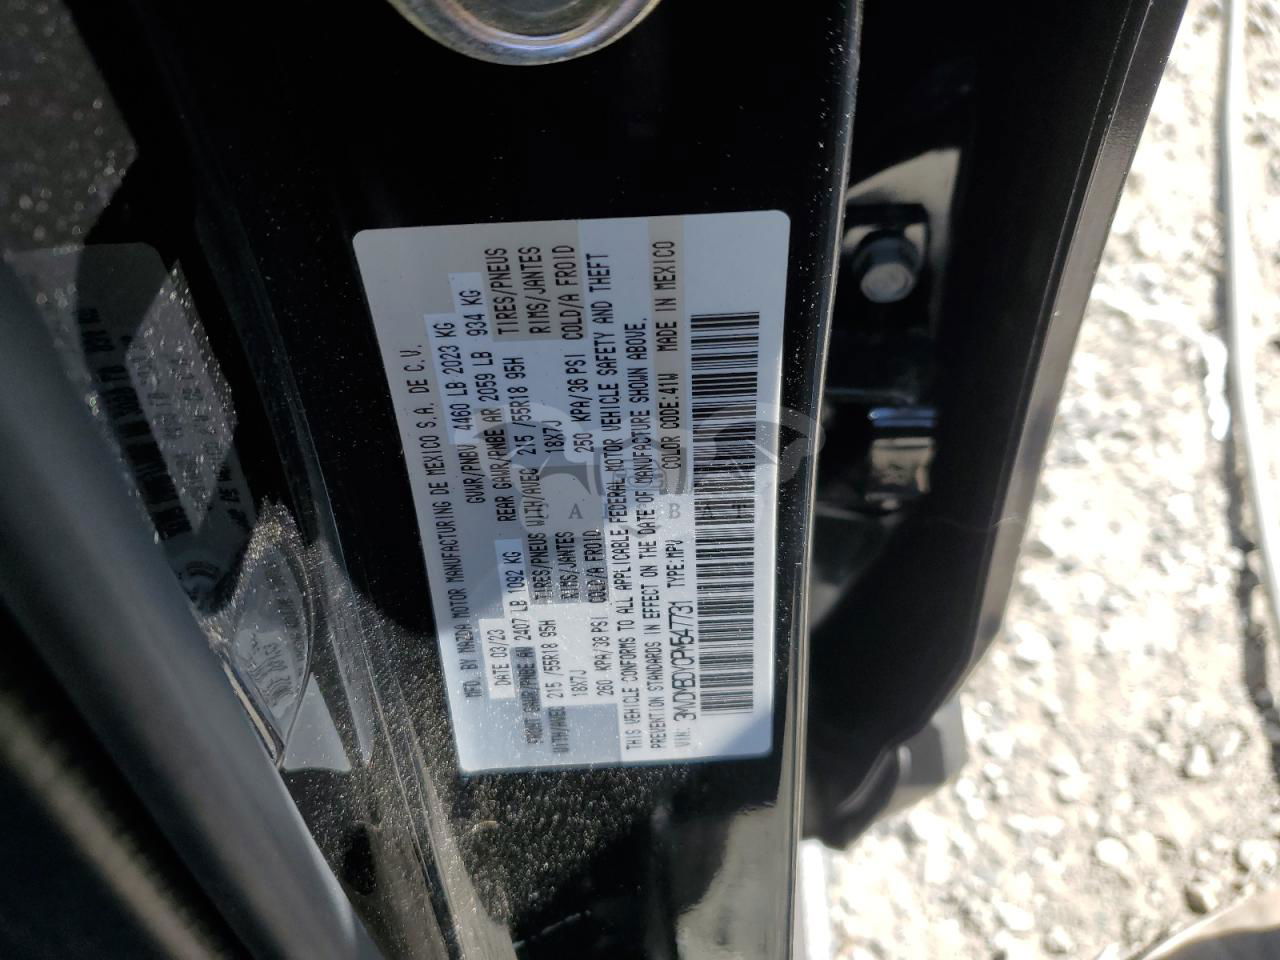 MFD. BY MAZDA MOTOR MANUFACTURING DE MEXICO S.A. DE C.V.
DATE 03/23 GVWR/PNBV 4460 LB 2023 KG
FRONT GAWR/PNBE AV 2407 LB 1092 KG REAR GAWR/PNBE AR 2059 LB 934 KG
WITH/AVEC 215 /55R18 95H TIRES/PNEUS WITH/AVEC 215 /55R18 95H TIRES/PNEUS
18X7J RIMS/JANTES 18X7J RIMS/JANTES
260 KPA/38 PSI COLD/A FROID 250 KPA/36 PSI COLD/A FROID
THIS VEHICLE CONFORMS TO ALL APPLICABLE FEDERAL MOTOR VEHICLE SAFETY AND THEFT
PREVENTION STANDARDS IN EFFECT ON THE DATE OF MANUFACTURE SHOWN ABOVE.
VIN: 3MVDMBDY0PM547731 TYPE:MPV COLOR CODE:41W MADE IN MEXICO